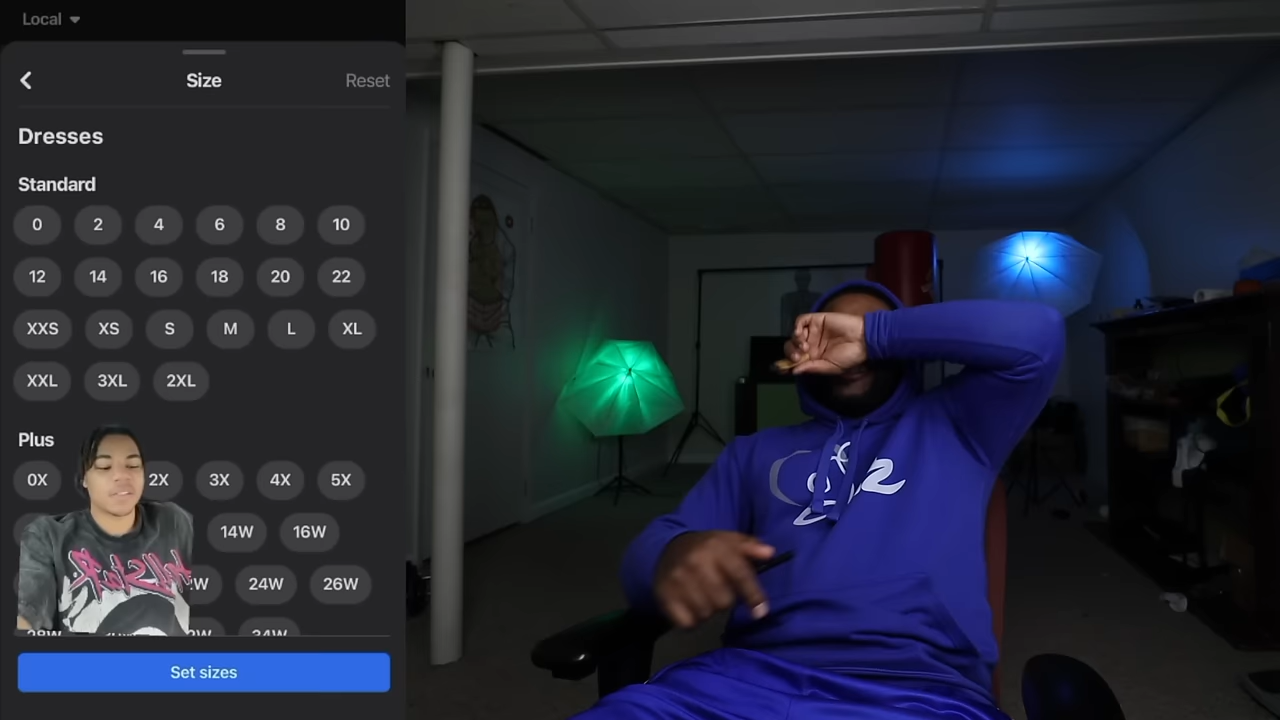 Local
Size
Reset
Dresses
Standard
0 2 4 6 8 10
12 14 16 18 20 22
XXS XS S M L XL
XXL 3XL 2XL
Plus
0X 2X 3X 4X 5X
14W 16W
24W 26W
34W
Set sizes